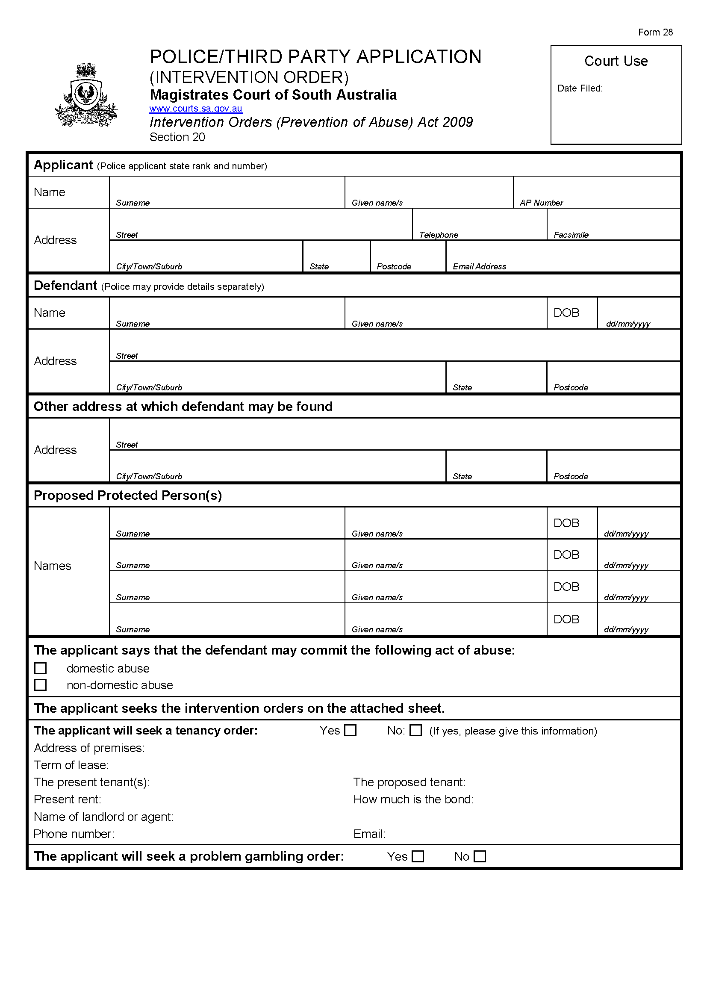 Form 28
POLICE/THIRD PARTY APPLICATION
(INTERVENTION ORDER)
Magistrates Court of South Australia
www.courts.sa.gov.au
Intervention Orders (Prevention of Abuse) Act 2009
Section 20
Court Use
Date Filed:
SOUTH AUSTRALIA
Applicant (Police applicant state rank and number)
Name
Surname Given name/s AP Number
Address
Street Telephone Facsimile
City/Town/Suburb State Postcode Email Address
Defendant (Police may provide details separately)
Name DOB
Surname Given name/s dd/mm/yyyy
Address
Street
City/Town/Suburb State Postcode
Other address at which defendant may be found
Address
Street
City/Town/Suburb State Postcode
Proposed Protected Person(s)
Names
DOB
Surname Given name/s dd/mm/yyyy
DOB
Surname Given name/s dd/mm/yyyy
DOB
Surname Given name/s dd/mm/yyyy
DOB
Surname Given name/s dd/mm/yyyy
The applicant says that the defendant may commit the following act of abuse:
domestic abuse
non-domestic abuse
The applicant seeks the intervention orders on the attached sheet.
The applicant will seek a tenancy order: Yes No: (If yes, please give this information)
Address of premises:
Term of lease:
The present tenant(s): The proposed tenant:
Present rent: How much is the bond:
Name of landlord or agent:
Phone number: Email:
The applicant will seek a problem gambling order: Yes No